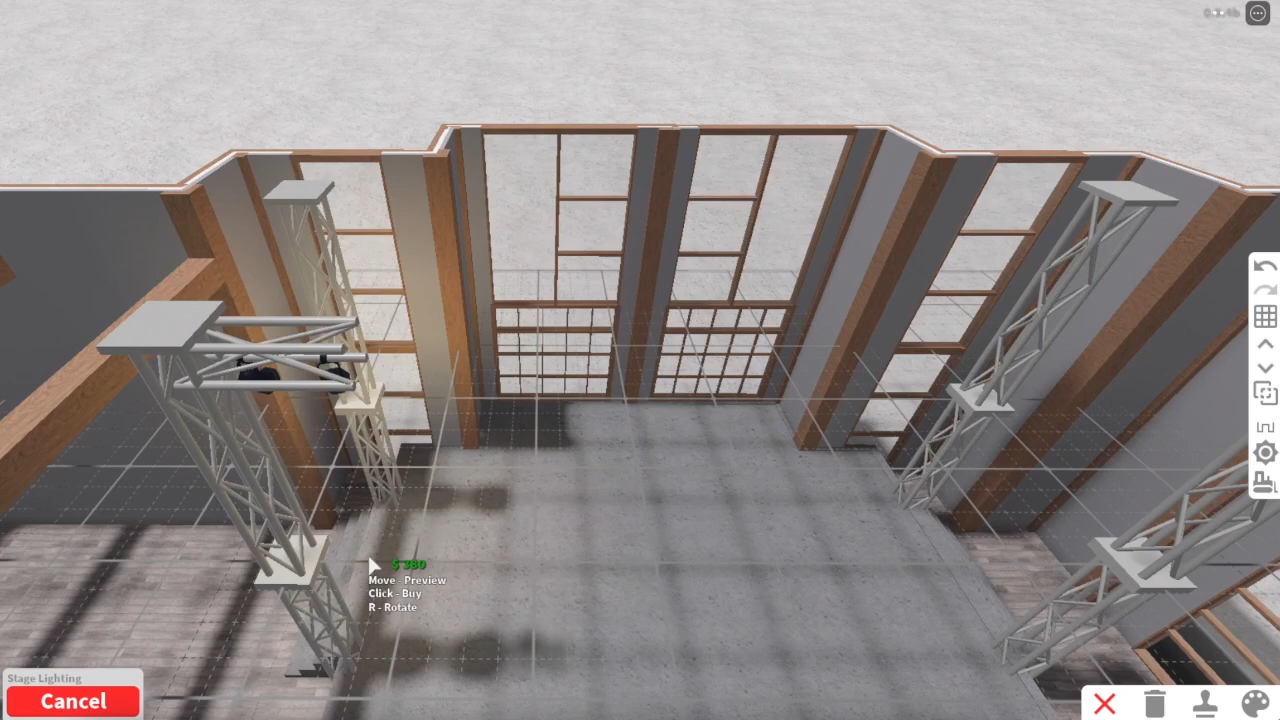 $ 380
Move - Preview
Click - Buy
R - Rotate
Stage Lighting
Cancel